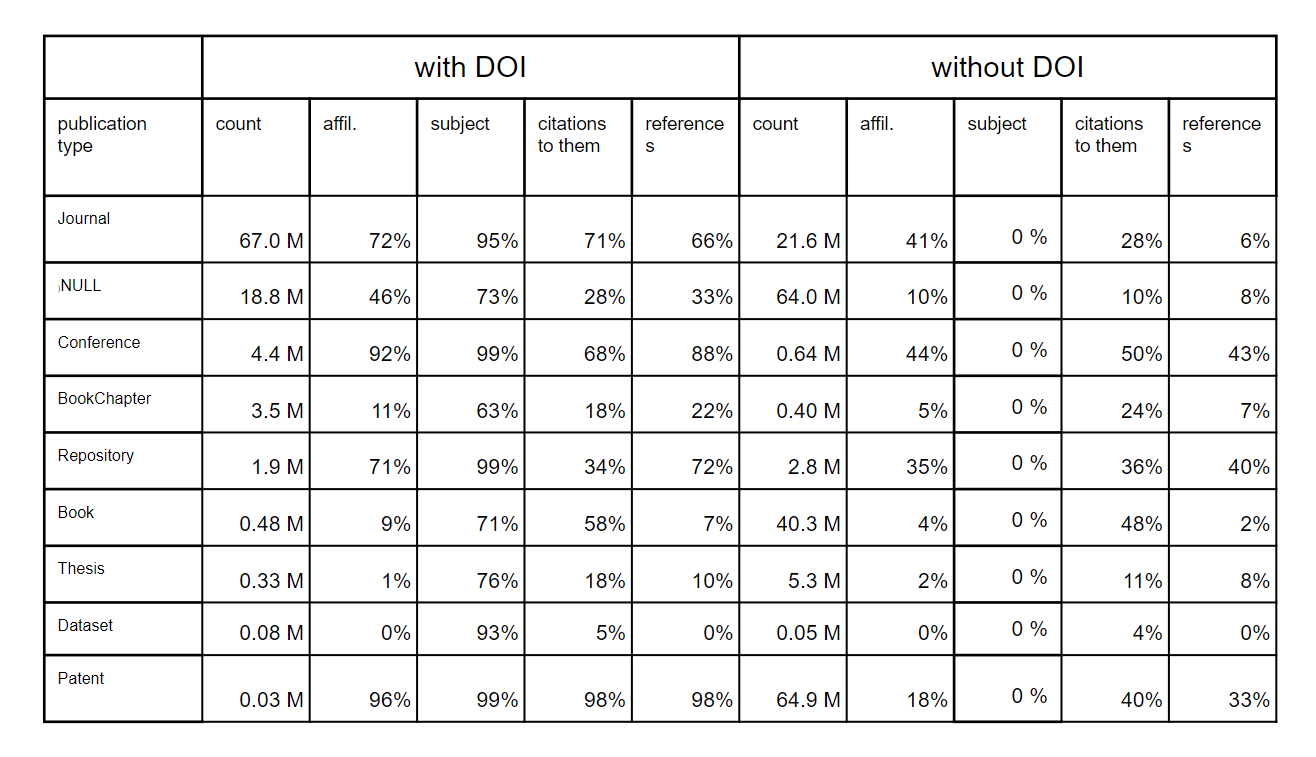 with DOI without DOI
publication count affil. subject citations reference count affil. subject citations reference
type to them s to them s
Journal 67.0 M 72% 95% 71% 66% 21.6 M 41% 0 % 28% 6%
NULL 18.8 M 46% 73% 28% 33% 64.0 M 10% 0 % 10% 8%
Conference 4.4 M 92% 99% 68% 88% 0.64 M 44% 0 % 50% 43%
BookChapter 3.5 M 11% 63% 18% 22% 0.40 M 5% 0 % 24% 7%
Repository 1.9 M 71% 99% 34% 72% 2.8 M 35% 0 % 36% 40%
Book 0.48 M 9% 71% 58% 7% 40.3 M 4% 0 % 48% 2%
Thesis 0.33 M 1% 76% 18% 10% 5.3 M 2% 0 % 11% 8%
Dataset 0.08 M 0% 93% 5% 0% 0.05 M 0% 0 % 4% 0%
Patent 0.03 M 96% 99% 98% 98% 64.9 M 18% 0 % 40% 33%